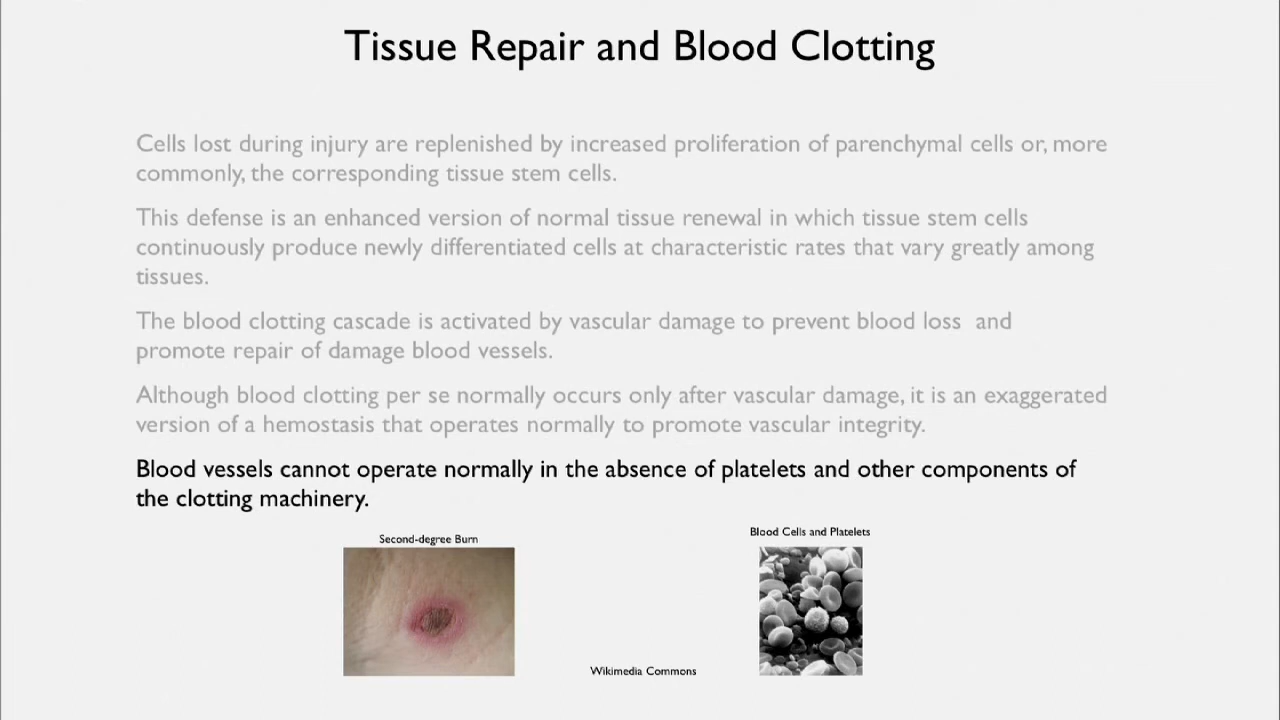 Tissue Repair and Blood Clotting
Cells lost during injury are replenished by increased proliferation of parenchymal cells or, more
commonly, the corresponding tissue stem cells.
This defense is an enhanced version of normal tissue renewal in which tissue stem cells
continuously produce newly differentiated cells at characteristic rates that vary greatly among
tissues.
The blood clotting cascade is activated by vascular damage to prevent blood loss  and
promote repair of damage blood vessels.
Although blood clotting per se normally occurs only after vascular damage, it is an exaggerated
version of a hemostasis that operates normally to promote vascular integrity.
Blood vessels cannot operate normally in the absence of platelets and other components of
the clotting machinery.
Second-degree Burn
Blood Cells and Platelets
Wikimedia Commons